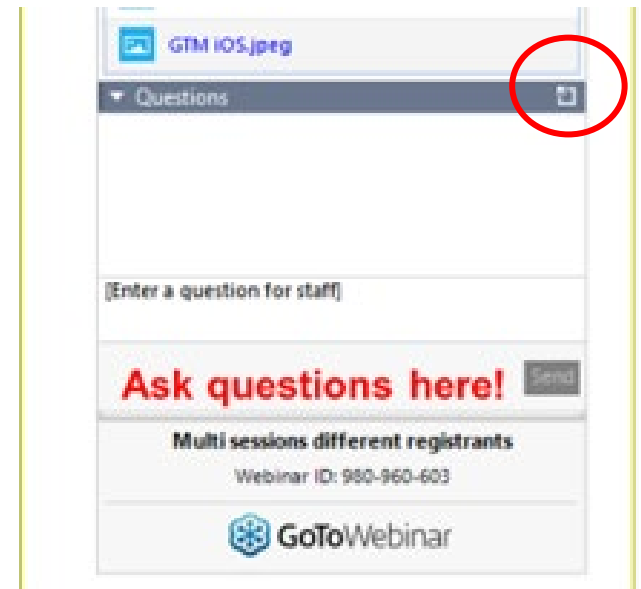 GTM iOS.jpeg
Questions
[Enter a question for staff]
Ask questions here! Send
Multi sessions different registrants
Webinar ID: 980-960-603
GoToWebinar